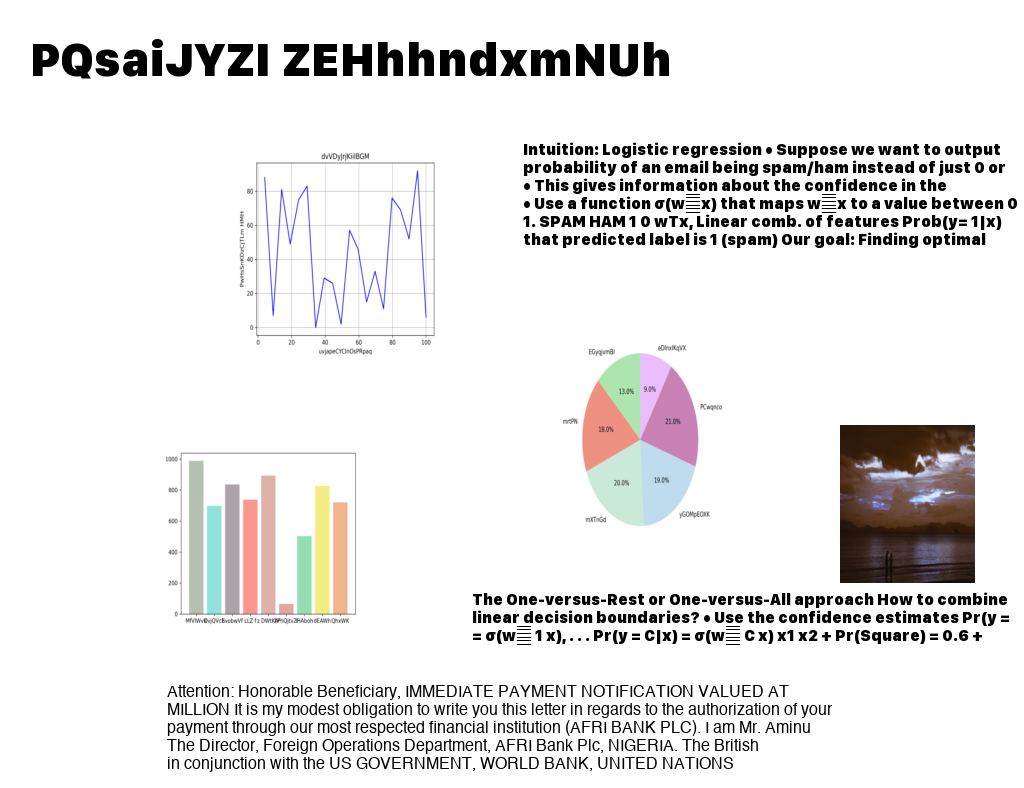 PQsaiJYZI ZEHhhndxmNUh
Intuition: Logistic regression • Suppose we want to output
probability of an email being spam/ham instead of just 0 or
• This gives information about the confidence in the
• Use a function σ(w x) that maps w x to a value between 0
1. SPAM HAM 1 0 wTx, Linear comb. of features Prob(y= 1|x)
that predicted label is 1 (spam) Our goal: Finding optimal
dvVDyJrjKiilBGM
80
60
40
20
0
0 20 40 60 80 100
uvjapeCYClnOsPRpaq
eDlnxIKqVX
EGyqjvmBl
PCwqnco
mrtPN
mXTnGd
yGOMpEOXK
9.0%
13.0%
21.0%
18.0%
20.0%
19.0%
1000
800
600
400
200
0
LLZ fz
dEAWh
QhxWK
The One-versus-Rest or One-versus-All approach How to combine
linear decision boundaries? • Use the confidence estimates Pr(y =
= σ(w 1 x), . . . Pr(y = C|x) = σ(w C x) x1 x2 + Pr(Square) = 0.6 +
Attention: Honorable Beneficiary, IMMEDIATE PAYMENT NOTIFICATION VALUED AT
MILLION It is my modest obligation to write you this letter in regards to the authorization of your
payment through our most respected financial institution (AFRI BANK PLC). I am Mr. Aminu
The Director, Foreign Operations Department, AFRI Bank Plc, NIGERIA. The British
in conjunction with the US GOVERNMENT, WORLD BANK, UNITED NATIONS